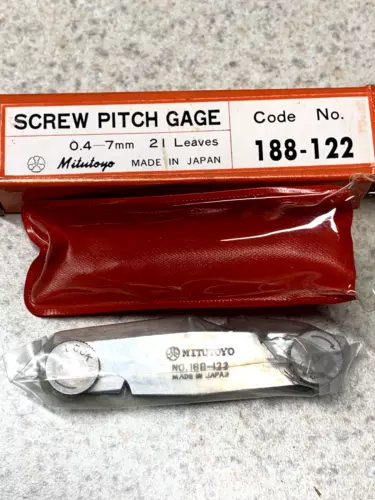 SCREW PITCH GAGE
0.4—7mm 21 Leaves
Mitutoyo MADE IN JAPAN
Code No.
188-122
LOCK
MITUTOYO
NO. 188-122
MADE IN JAPAN